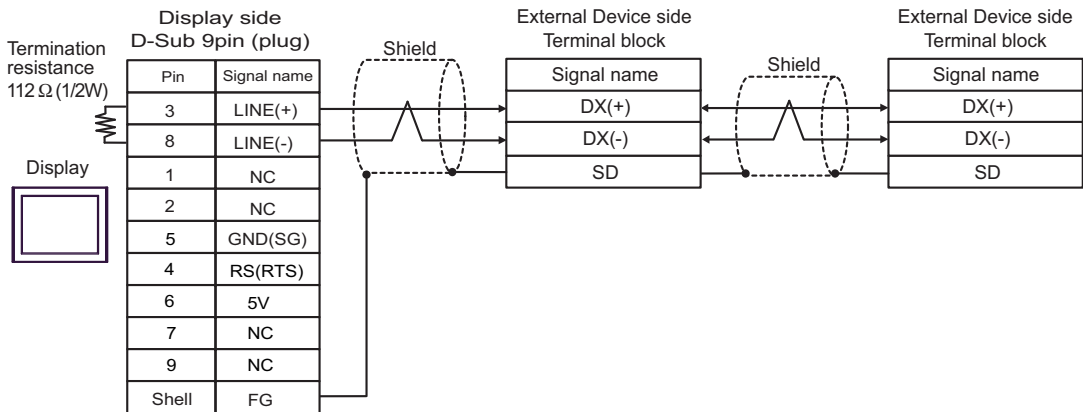 Display side
D-Sub 9pin (plug)
Termination
resistance
112 Ω (1/2W)
Display
Pin Signal name
3 LINE(+)
8 LINE(-)
1 NC
2 NC
5 GND(SG)
4 RS(RTS)
6 5V
7 NC
9 NC
Shell FG
Shield
External Device side
Terminal block
Signal name
DX(+)
DX(-)
SD
Shield
External Device side
Terminal block
Signal name
DX(+)
DX(-)
SD